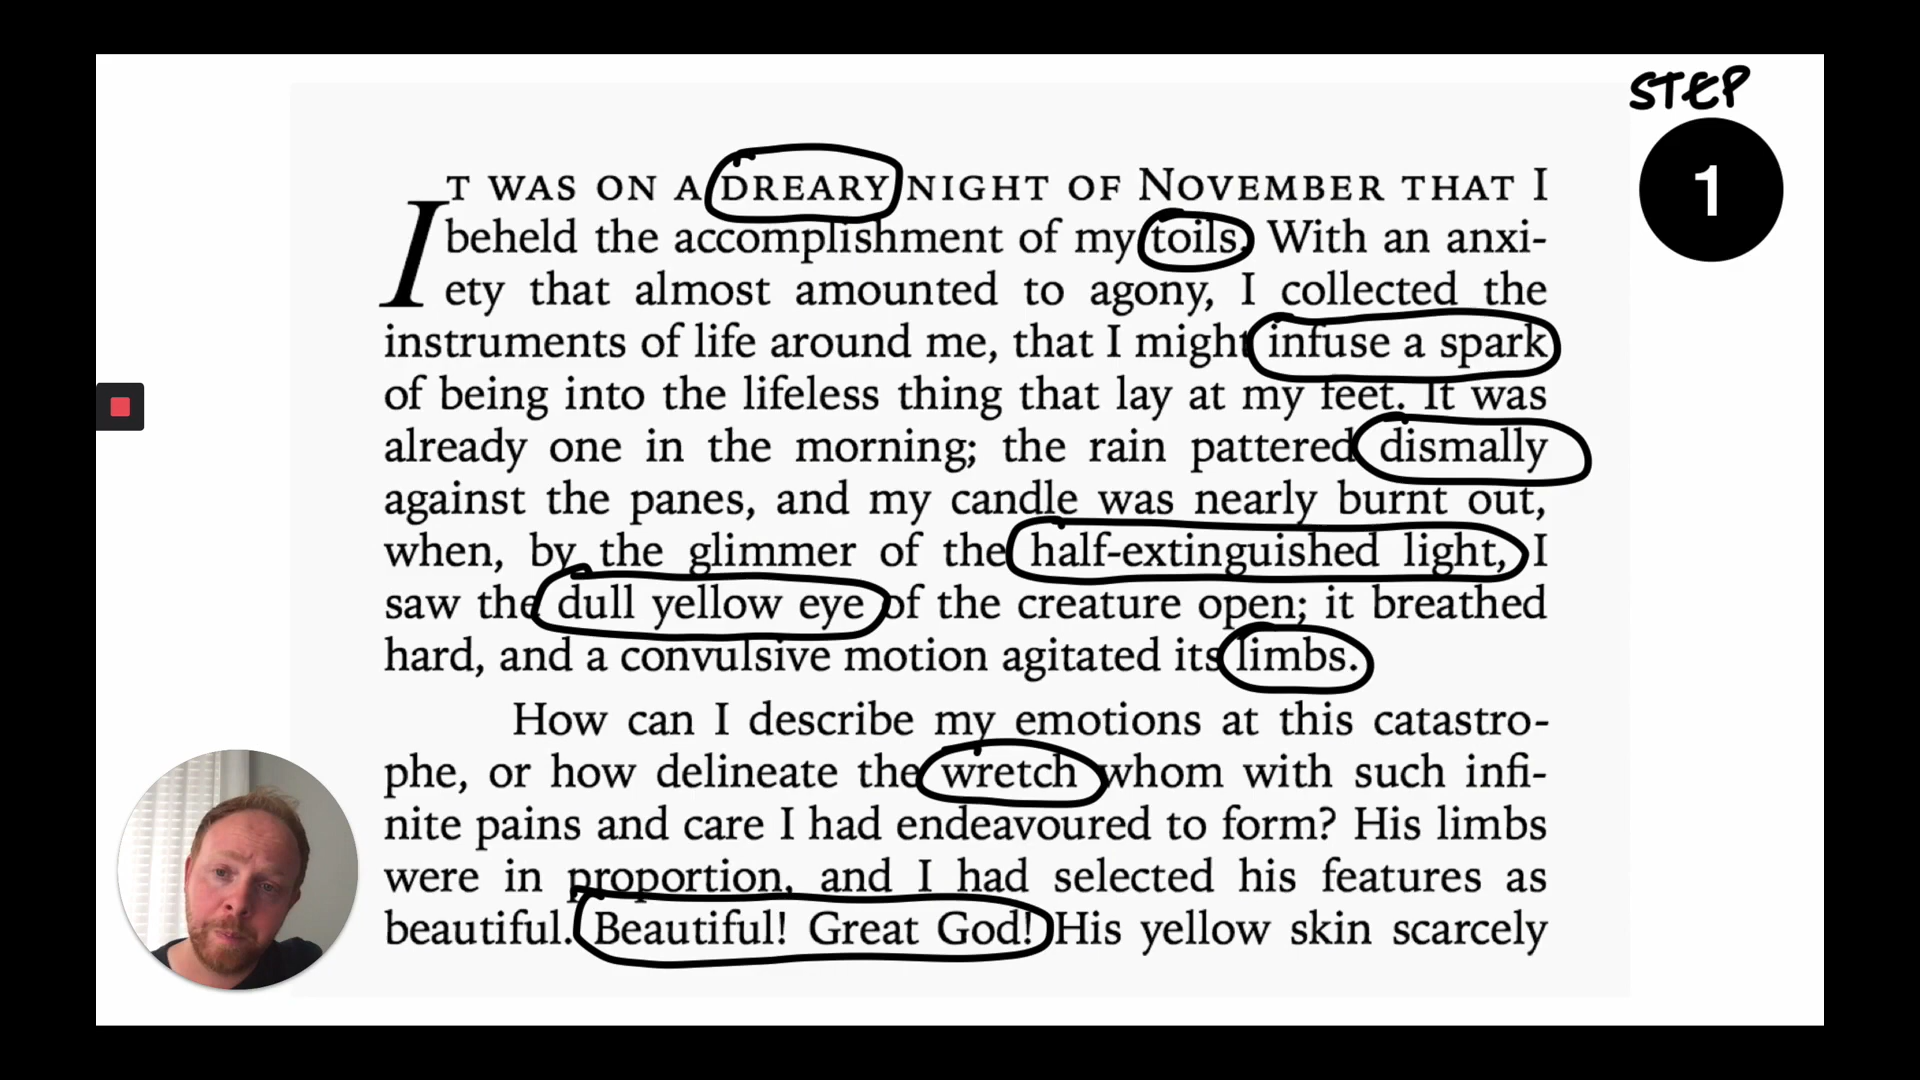 STEP
1
IT WAS ON A DREARY NIGHT OF NOVEMBER THAT I
beheld the accomplishment of my toils. With an anxi-
ety that almost amounted to agony, I collected the
instruments of life around me, that I might infuse a spark
of being into the lifeless thing that lay at my feet. It was
already one in the morning; the rain pattered dismally
against the panes, and my candle was nearly burnt out,
when, by the glimmer of the half-extinguished light, I
saw the dull yellow eye of the creature open; it breathed
hard, and a convulsive motion agitated its limbs.
How can I describe my emotions at this catastro-
phe, or how delineate the wretch whom with such infi-
nite pains and care I had endeavoured to form? His limbs
were in proportion, and I had selected his features as
beautiful. Beautiful! Great God! His yellow skin scarcely